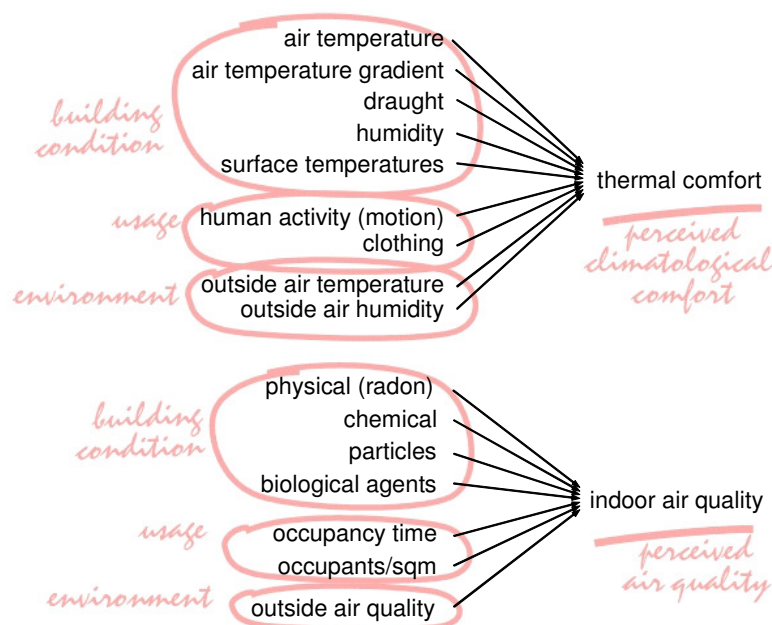 air temperature
air temperature gradient
draught
humidity
surface temperatures
building
condition
human activity (motion)
clothing
usage
outside air temperature
outside air humidity
environment
thermal comfort
perceived
climatological
comfort
physical (radon)
chemical
particles
biological agents
building
condition
occupancy time
occupants/sqm
usage
outside air quality
environment
indoor air quality
perceived
air quality